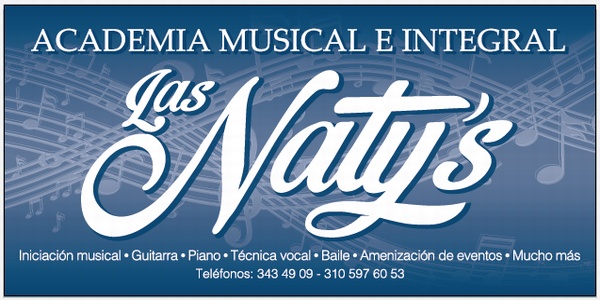 ACADEMIA MUSICAL E INTEGRAL
Las
Naty's
Iniciación musical • Guitarra • Piano • Técnica vocal • Baile • Amenización de eventos • Mucho más
Teléfonos: 343 49 09 - 310 597 60 53